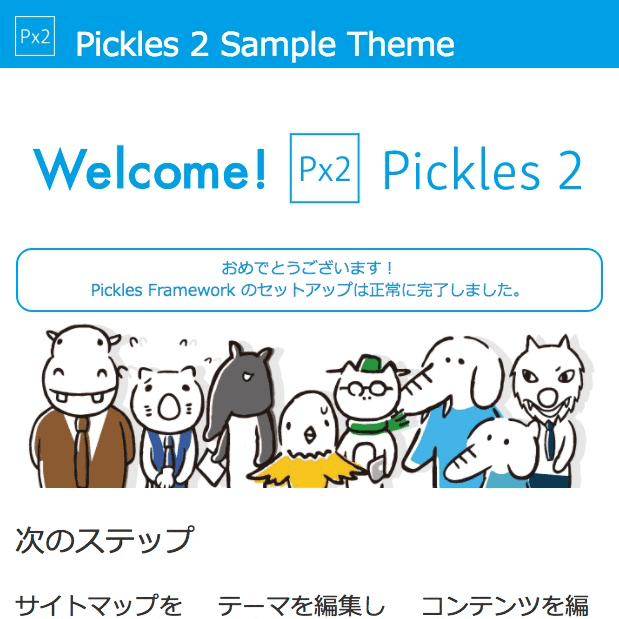 Px2 Pickles 2 Sample Theme
Welcome! Px2 Pickles 2
おめでとうございます！
Pickles Framework のセットアップは正常に完了しました。
次のステップ
サイトマップを テーマを編集し コンテンツを編